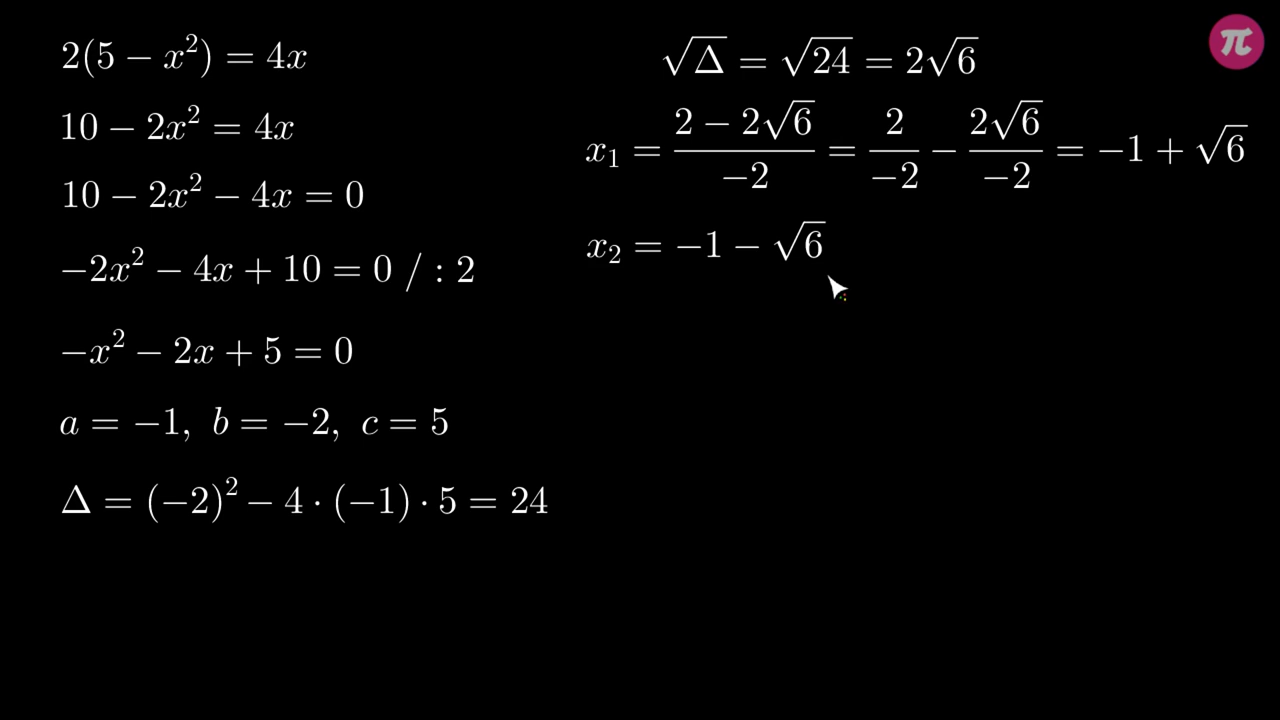 2(5 − x²) = 4x
10 − 2x² = 4x
10 − 2x² − 4x = 0
−2x² − 4x + 10 = 0 / : 2
−x² − 2x + 5 = 0
a = −1, b = −2, c = 5
Δ = (−2)² − 4 · (−1) · 5 = 24
√Δ = √24 = 2√6
x₁ = (2 − 2√6)/(−2) = 2/(−2) − (2√6)/(−2) = −1 + √6
x₂ = −1 − √6
π